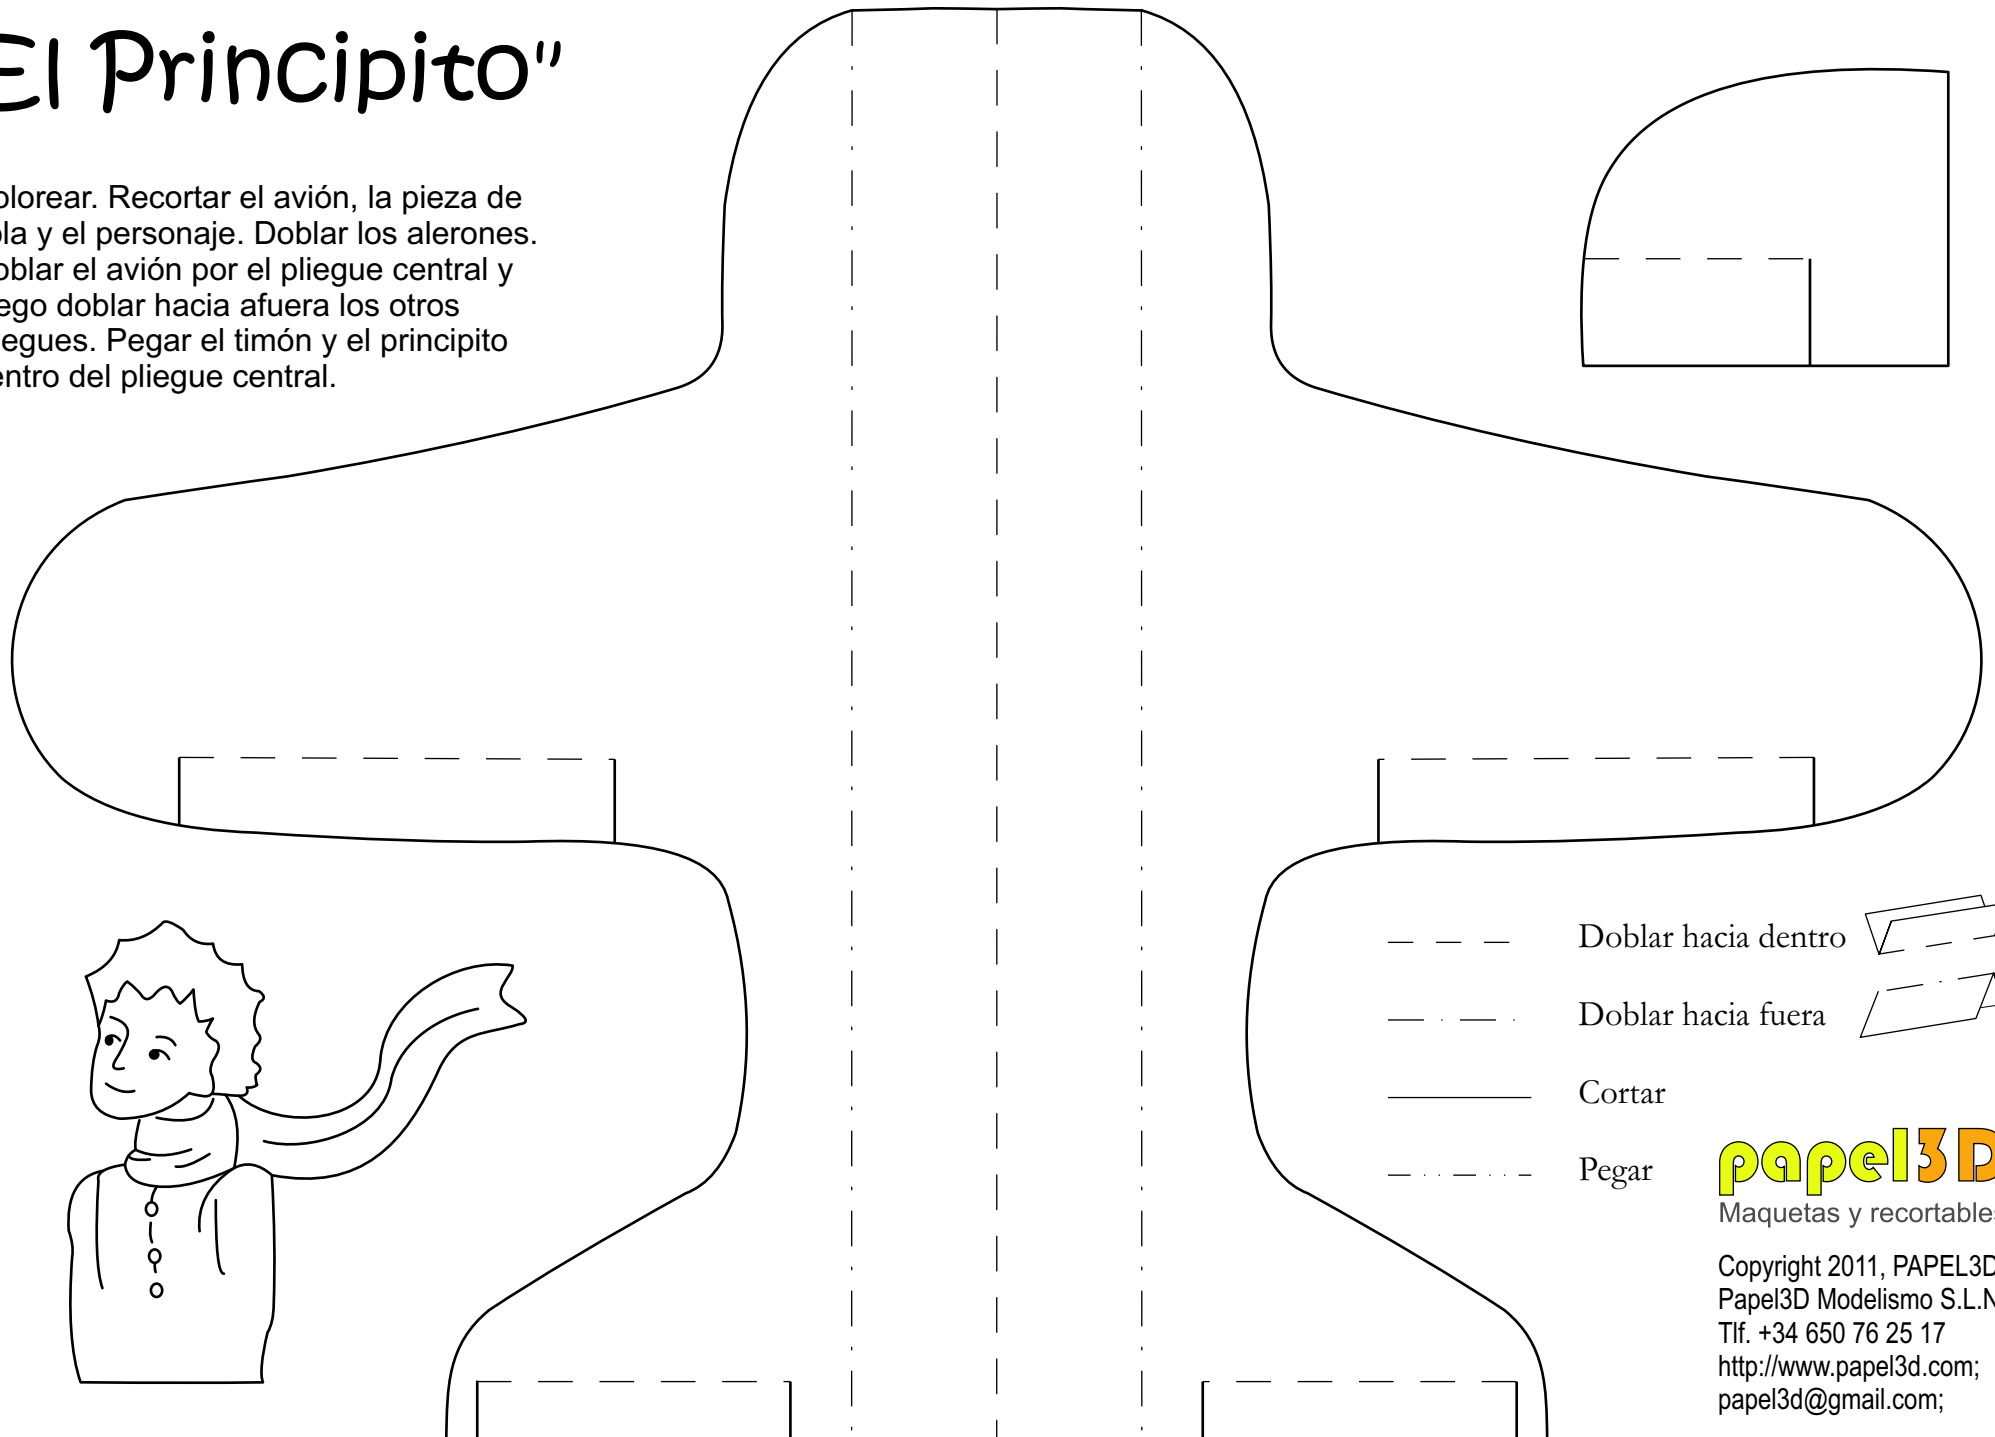 El Principito"
olorear. Recortar el avión, la pieza de
ola y el personaje. Doblar los alerones.
oblar el avión por el pliegue central y
ego doblar hacia afuera los otros
egues. Pegar el timón y el principito
entro del pliegue central.
Doblar hacia dentro
Doblar hacia fuera
Cortar
Pegar
papel3D
Maquetas y recortables
Copyright 2011, PAPEL3D
Papel3D Modelismo S.L.N
Tlf. +34 650 76 25 17
http://www.papel3d.com;
papel3d@gmail.com;